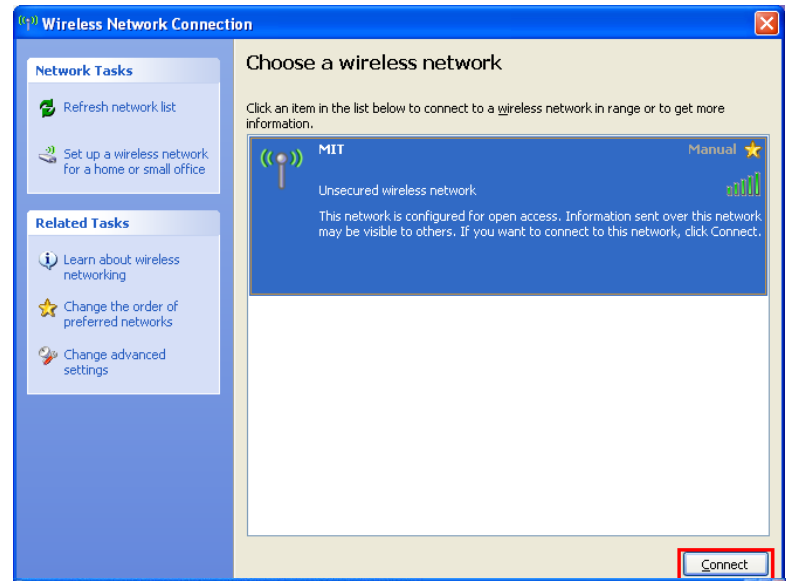 Wireless Network Connection
Network Tasks
Refresh network list
Set up a wireless network
for a home or small office
Related Tasks
Learn about wireless
networking
Change the order of
preferred networks
Change advanced
settings
Choose a wireless network
Click an item in the list below to connect to a wireless network in range or to get more
information.
MIT
Manual
Unsecured wireless network
This network is configured for open access. Information sent over this network
may be visible to others. If you want to connect to this network, click Connect.
Connect